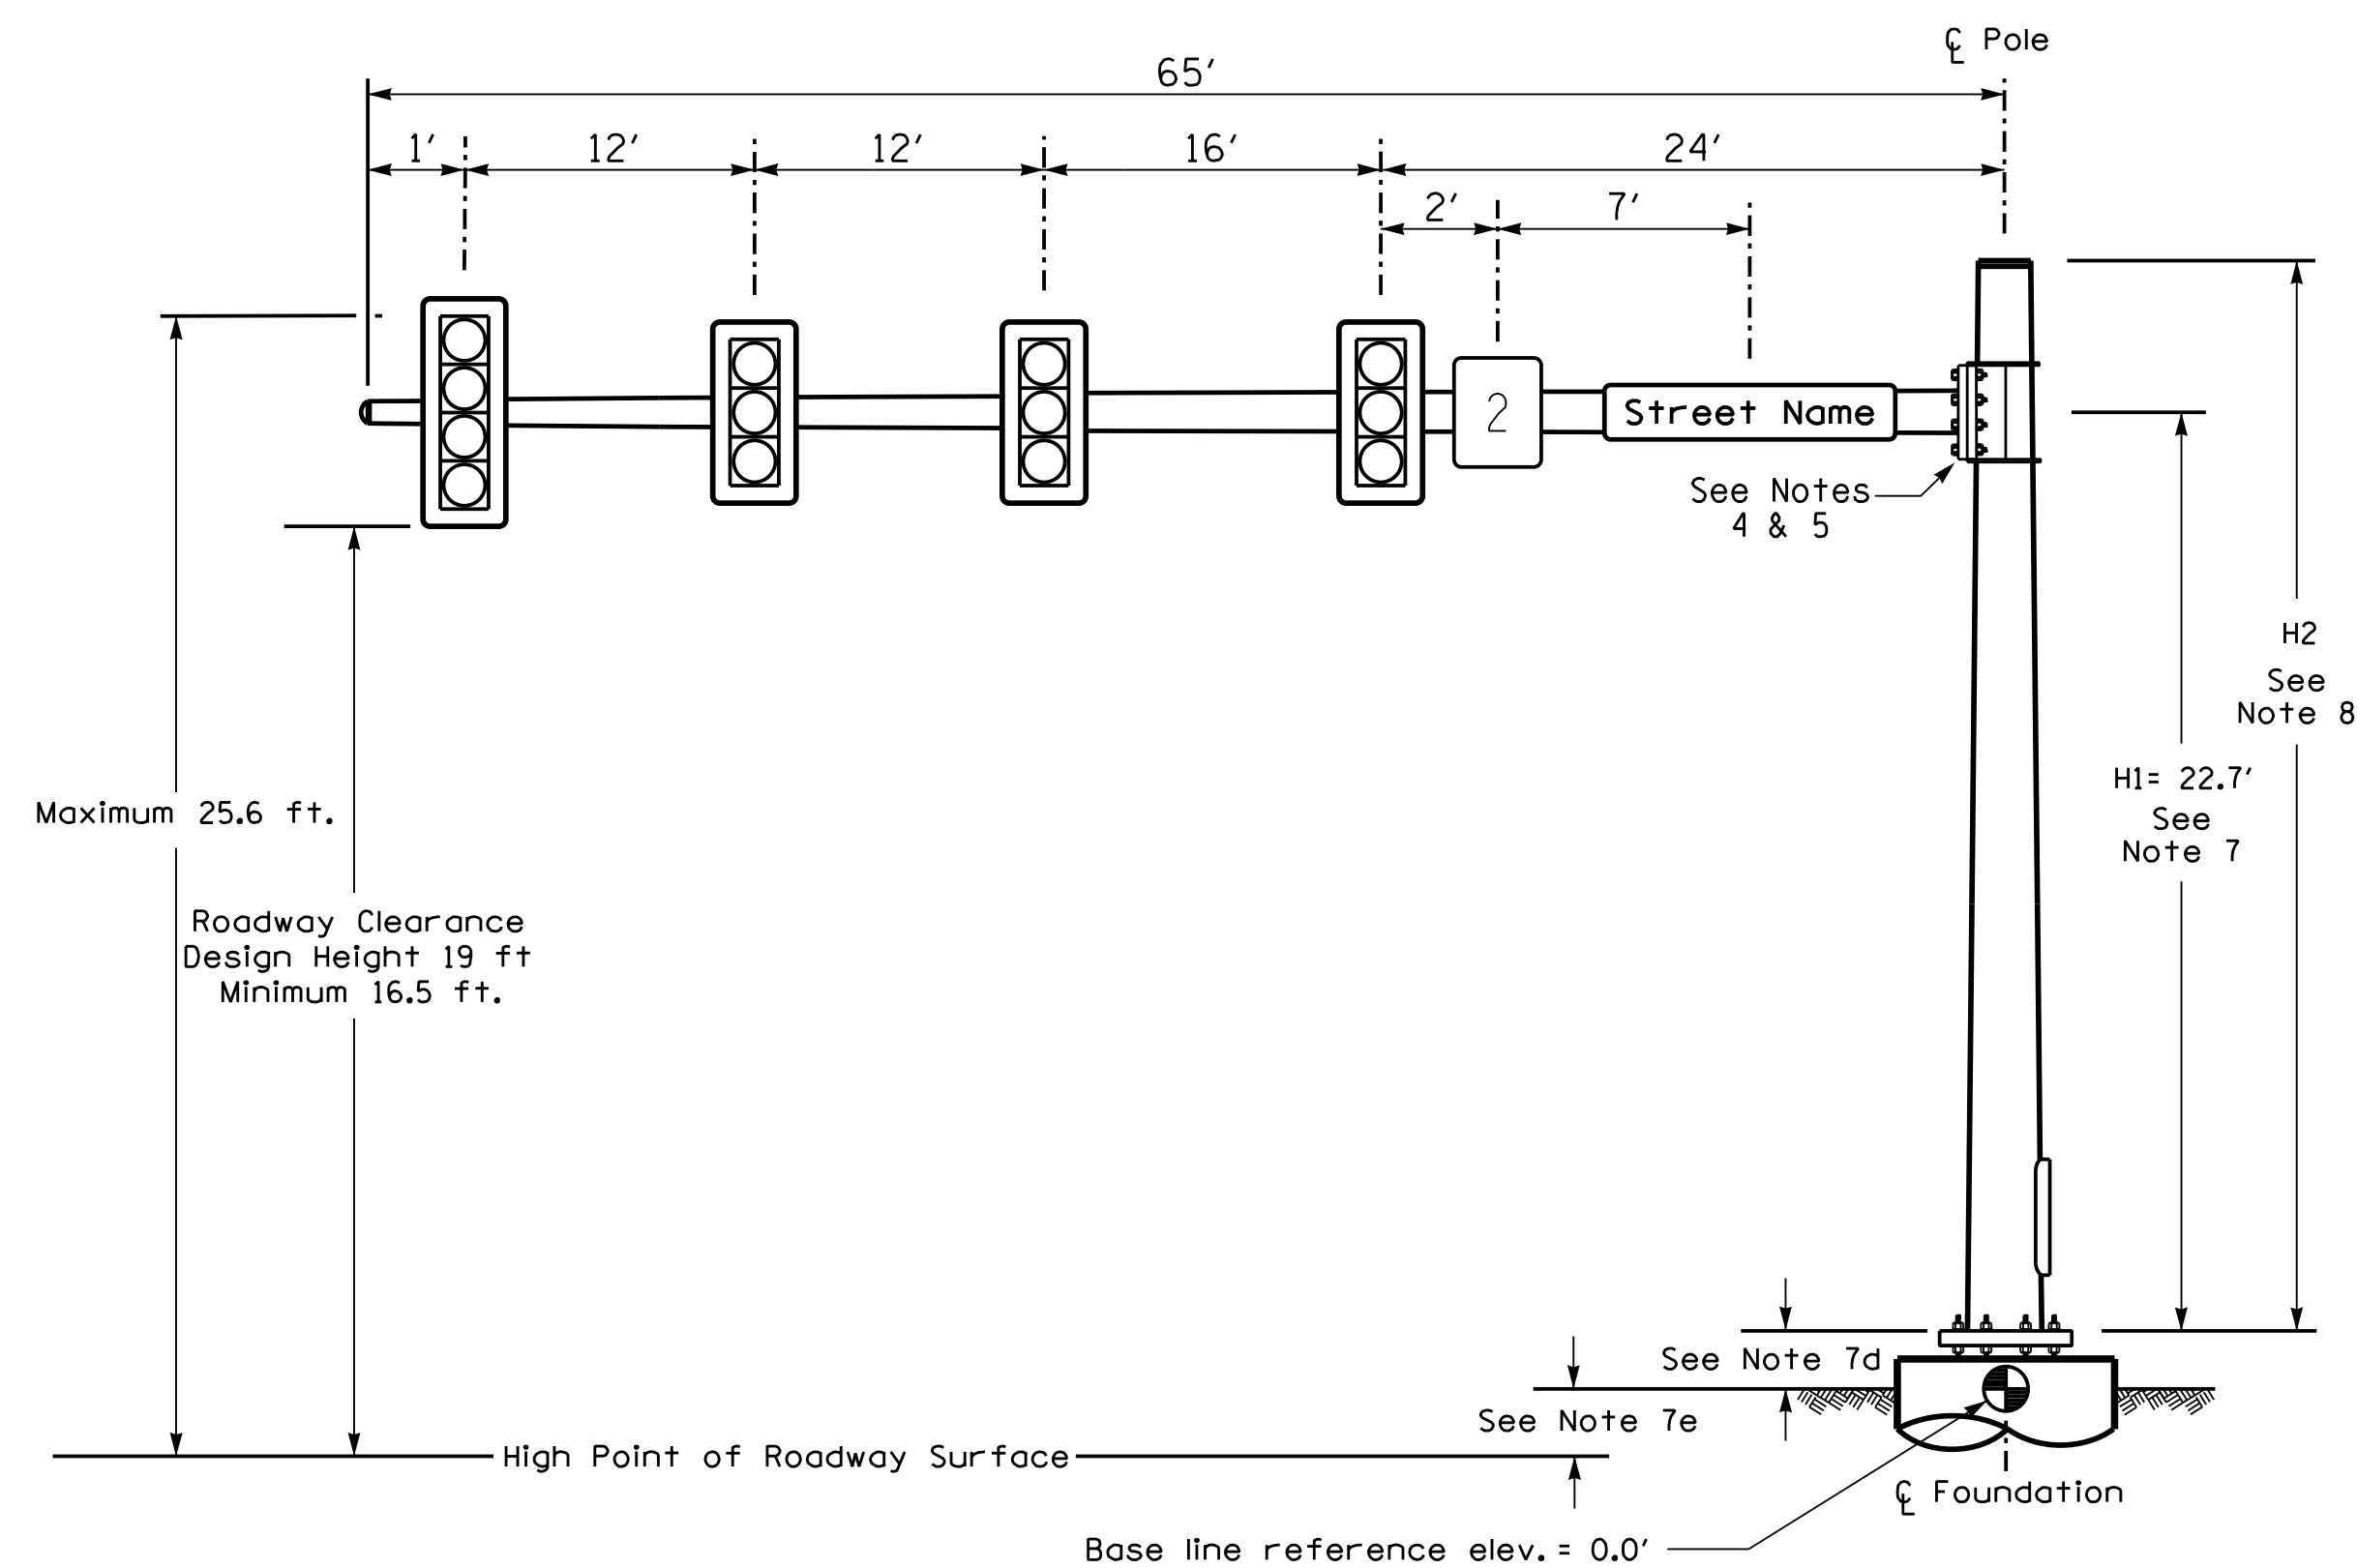 ℄ Pole
65'
1'
12'
12'
16'
24'
2'
7'
2
Street Name
See Notes
4 & 5
H2
See
Note 8
H1= 22.7'
See
Note 7
Maximum 25.6 ft.
Roadway Clearance
Design Height 19 ft
Minimum 16.5 ft.
See Note 7d
See Note 7e
High Point of Roadway Surface
℄ Foundation
Base line reference elev.= 0.0'